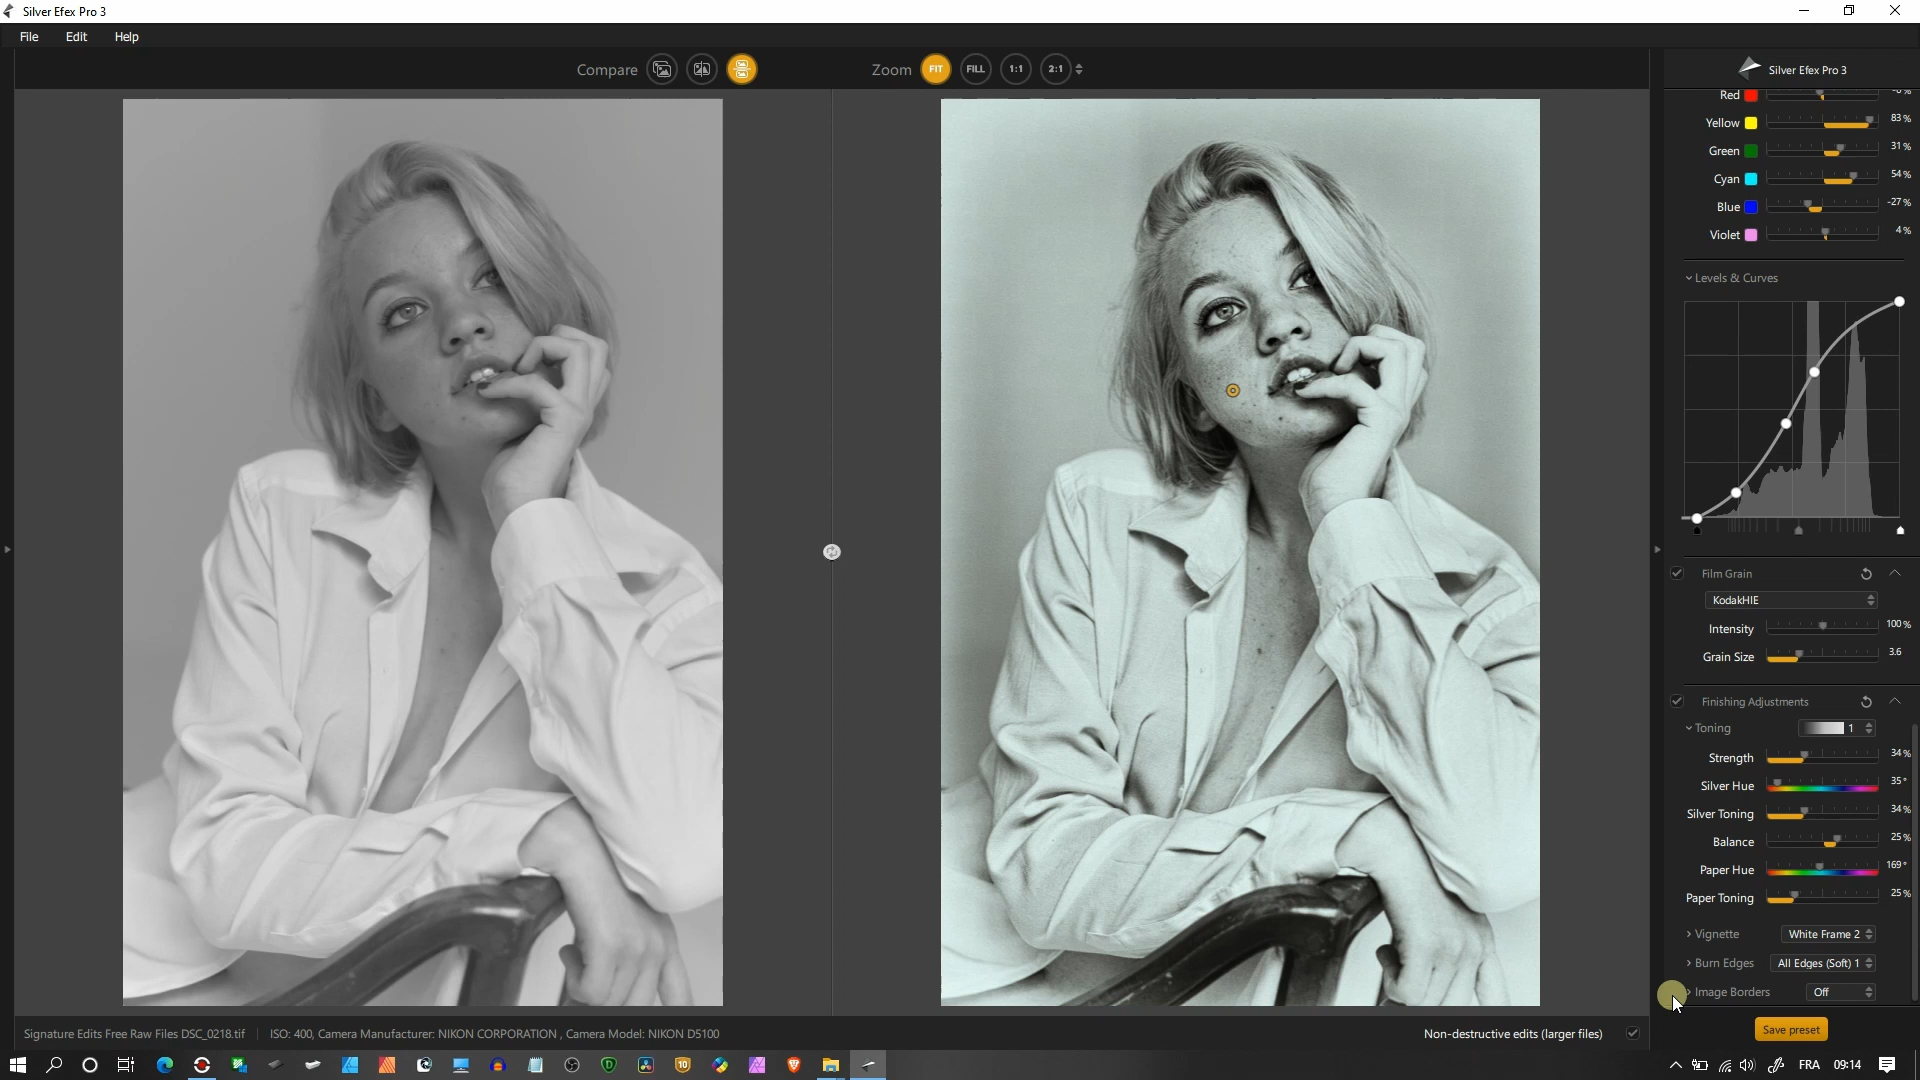 Silver Efex Pro 3
File Edit Help
Compare
Zoom FIT FILL 1:1 2:1
Silver Efex Pro 3
Red
Yellow 83 %
Green 31 %
Cyan 54 %
Blue -27 %
Violet 4 %
Levels & Curves
Film Grain
KodakHIE
Intensity 100 %
Grain Size 3.6
Finishing Adjustments
Toning 1
Strength 34 %
Silver Hue 35 °
Silver Toning 34 %
Balance 25 %
Paper Hue 169 °
Paper Toning 25 %
Vignette White Frame 2
Burn Edges All Edges (Soft) 1
Image Borders Off
Save preset
Signature Edits Free Raw Files DSC_0218.tif ISO: 400, Camera Manufacturer: NIKON CORPORATION , Camera Model: NIKON D5100
Non-destructive edits (larger files)
10 FRA 09:14